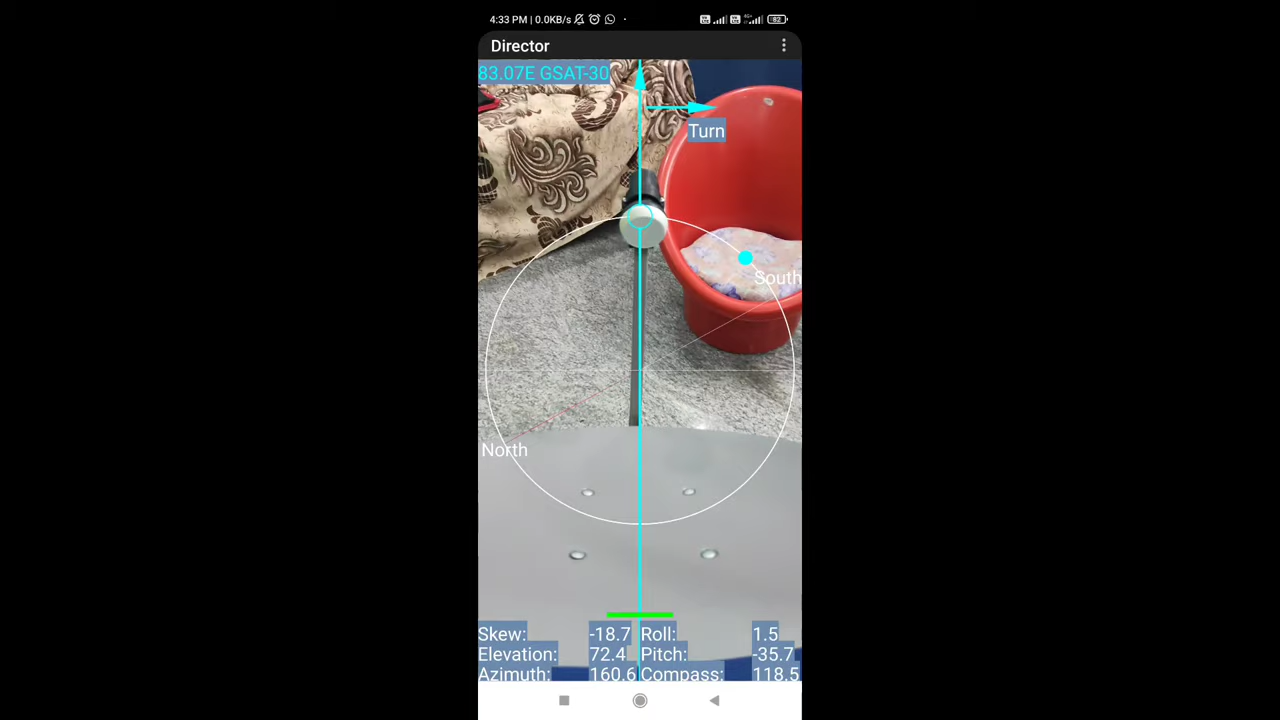 4:33 PM | 0.0KB/s
82
Director
83.07E GSAT-30
Turn
South
North
Skew: -18.7 Roll: 1.5
Elevation: 72.4 Pitch: -35.7
Azimuth: 160.6 Compass: 118.5